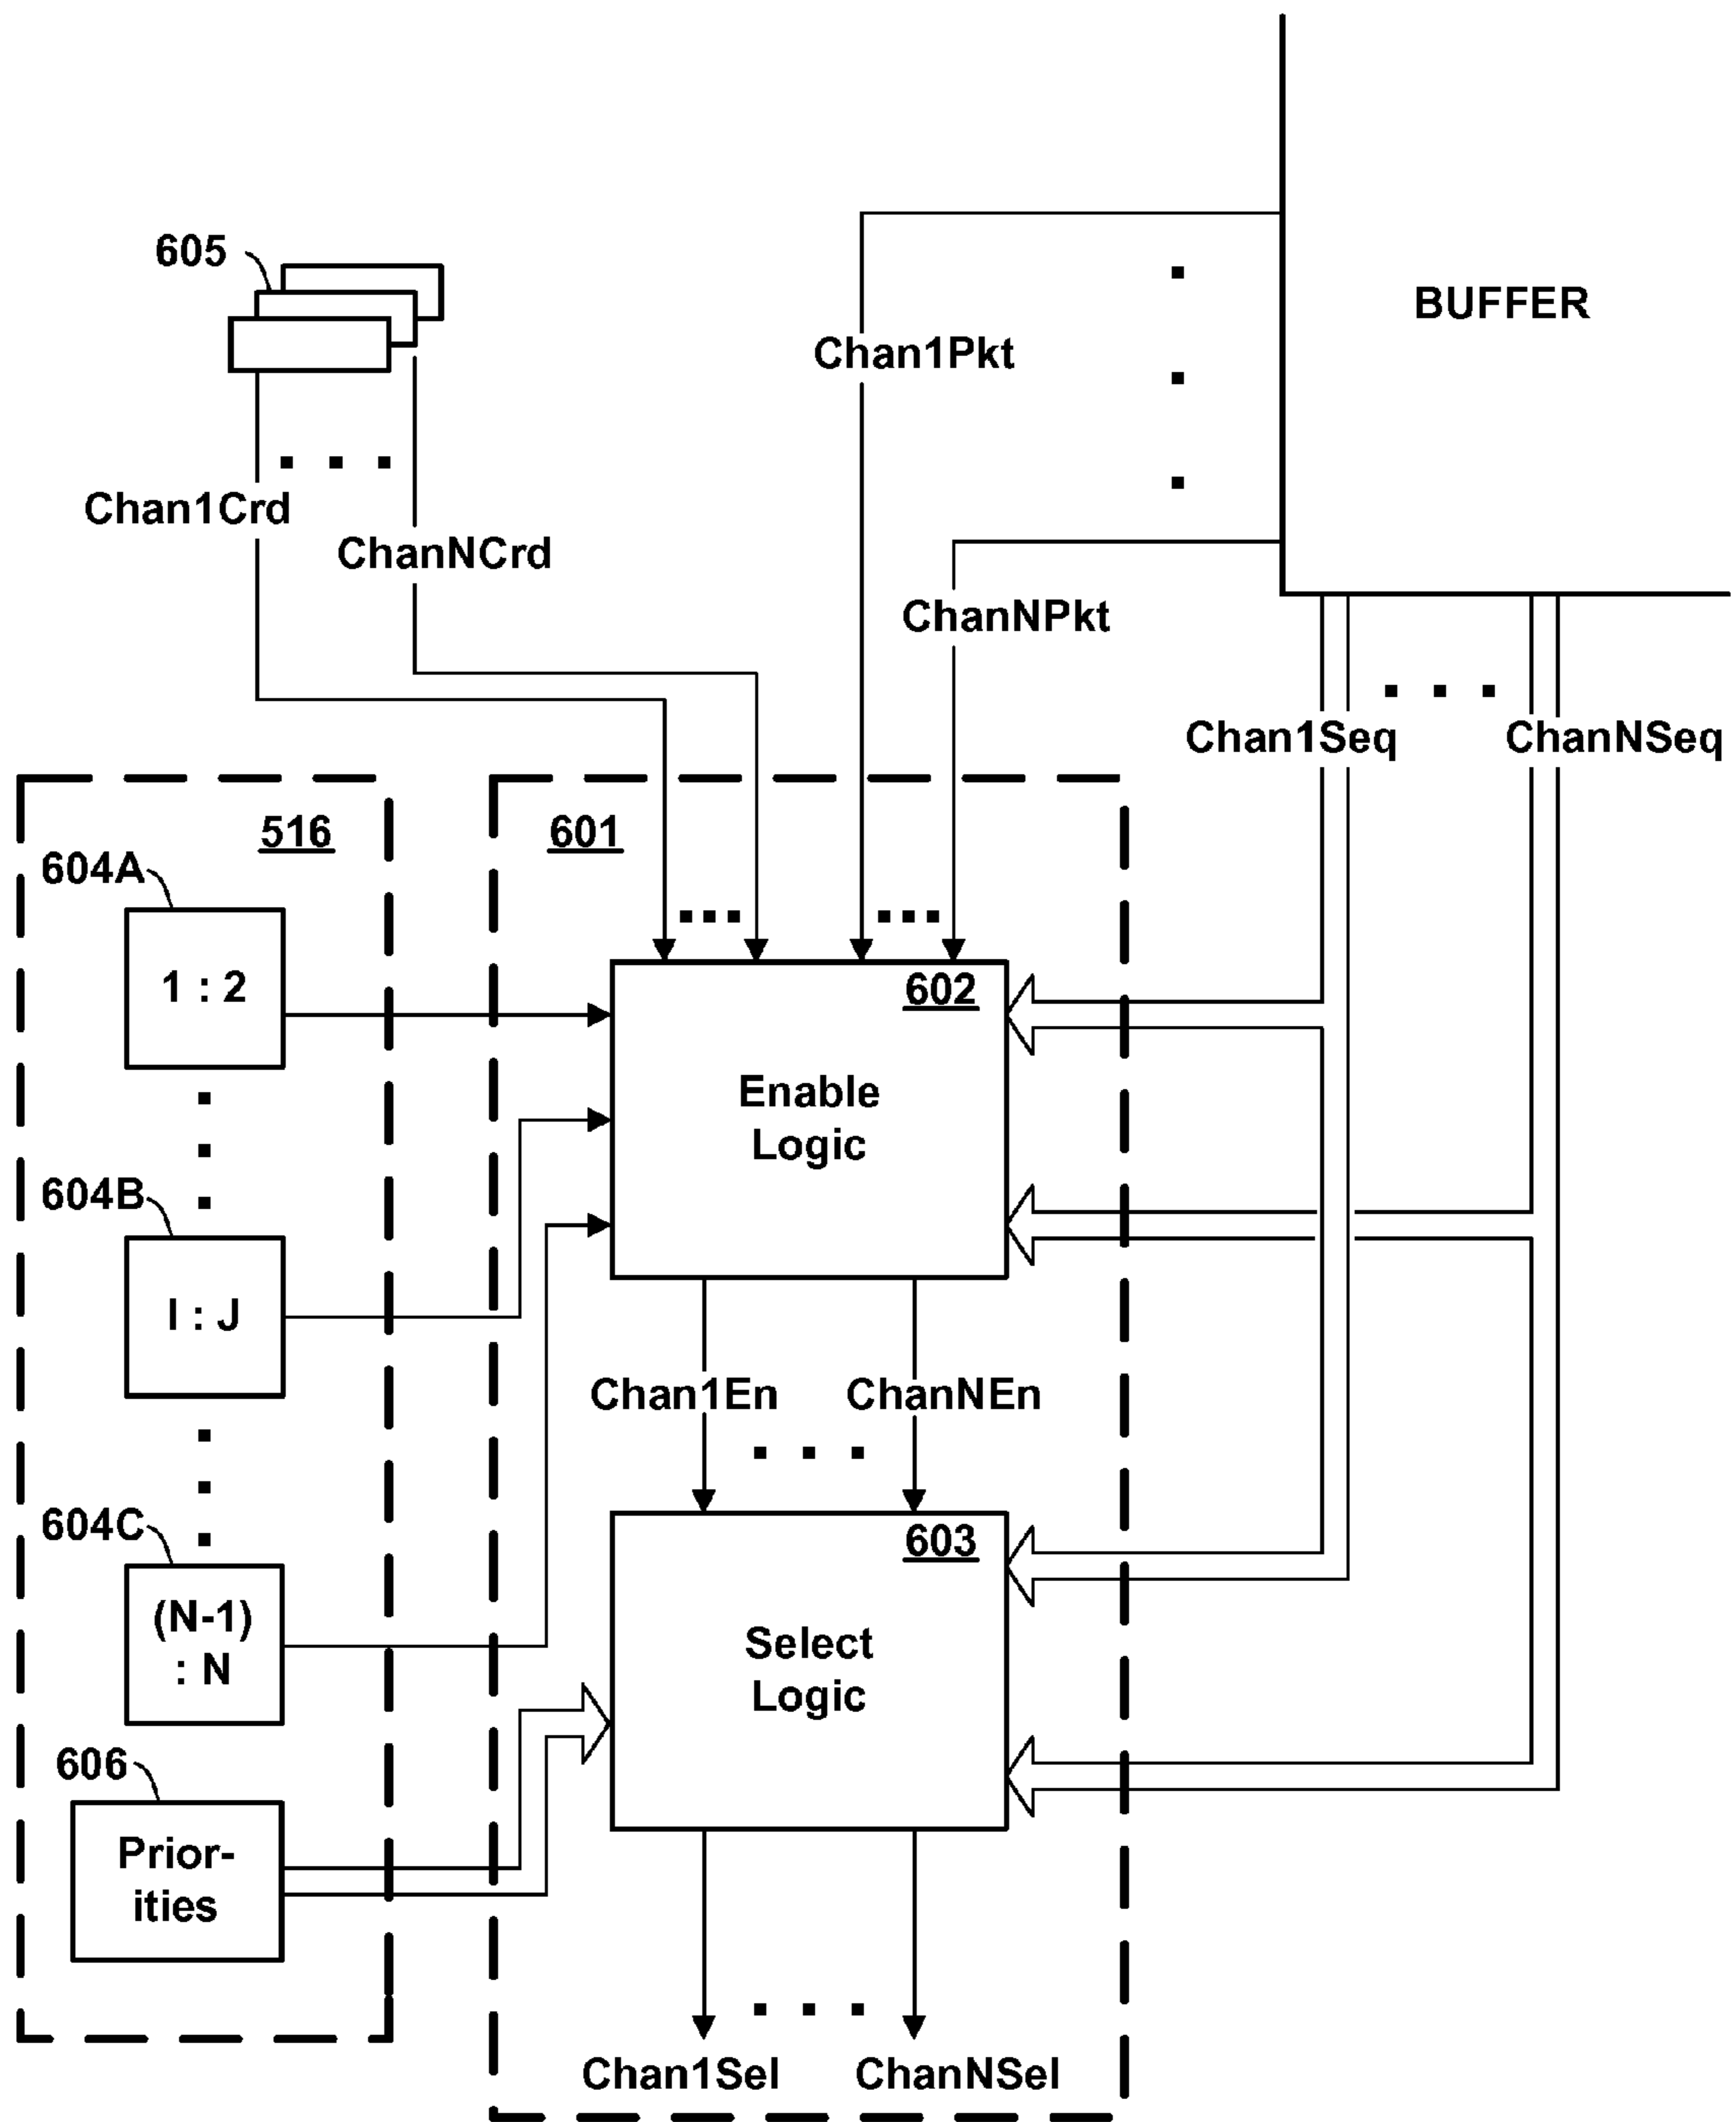 605
BUFFER
Chan1Pkt
Chan1Crd
ChanNCrd
ChanNPkt
Chan1Seq
ChanNSeq
516
601
604A
1 : 2
602
Enable
Logic
604B
I : J
Chan1En
ChanNEn
604C
(N-1)
: N
603
Select
Logic
606
Prior-
ities
Chan1Sel
ChanNSel